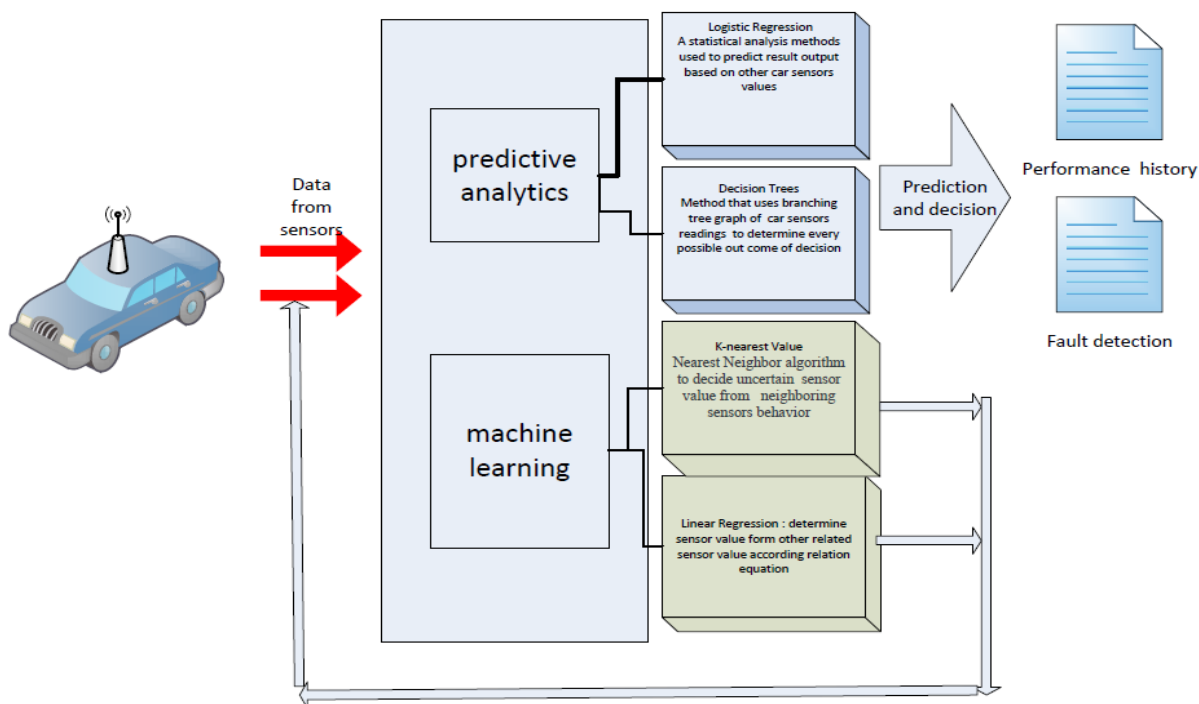 Data
from
sensors
predictive
analytics
machine
learning
Logistic Regression
A statistical analysis methods
used to predict result output
based on other car sensors
values
Decision Trees
Method that uses branching
tree graph of car sensors
readings to determine every
possible out come of decision
K-nearest Value
Nearest Neighbor algorithm
to decide uncertain sensor
value from neighboring
sensors behavior
Linear Regression : determine
sensor value form other related
sensor value according relation
equation
Prediction
and decision
Performance history
Fault detection